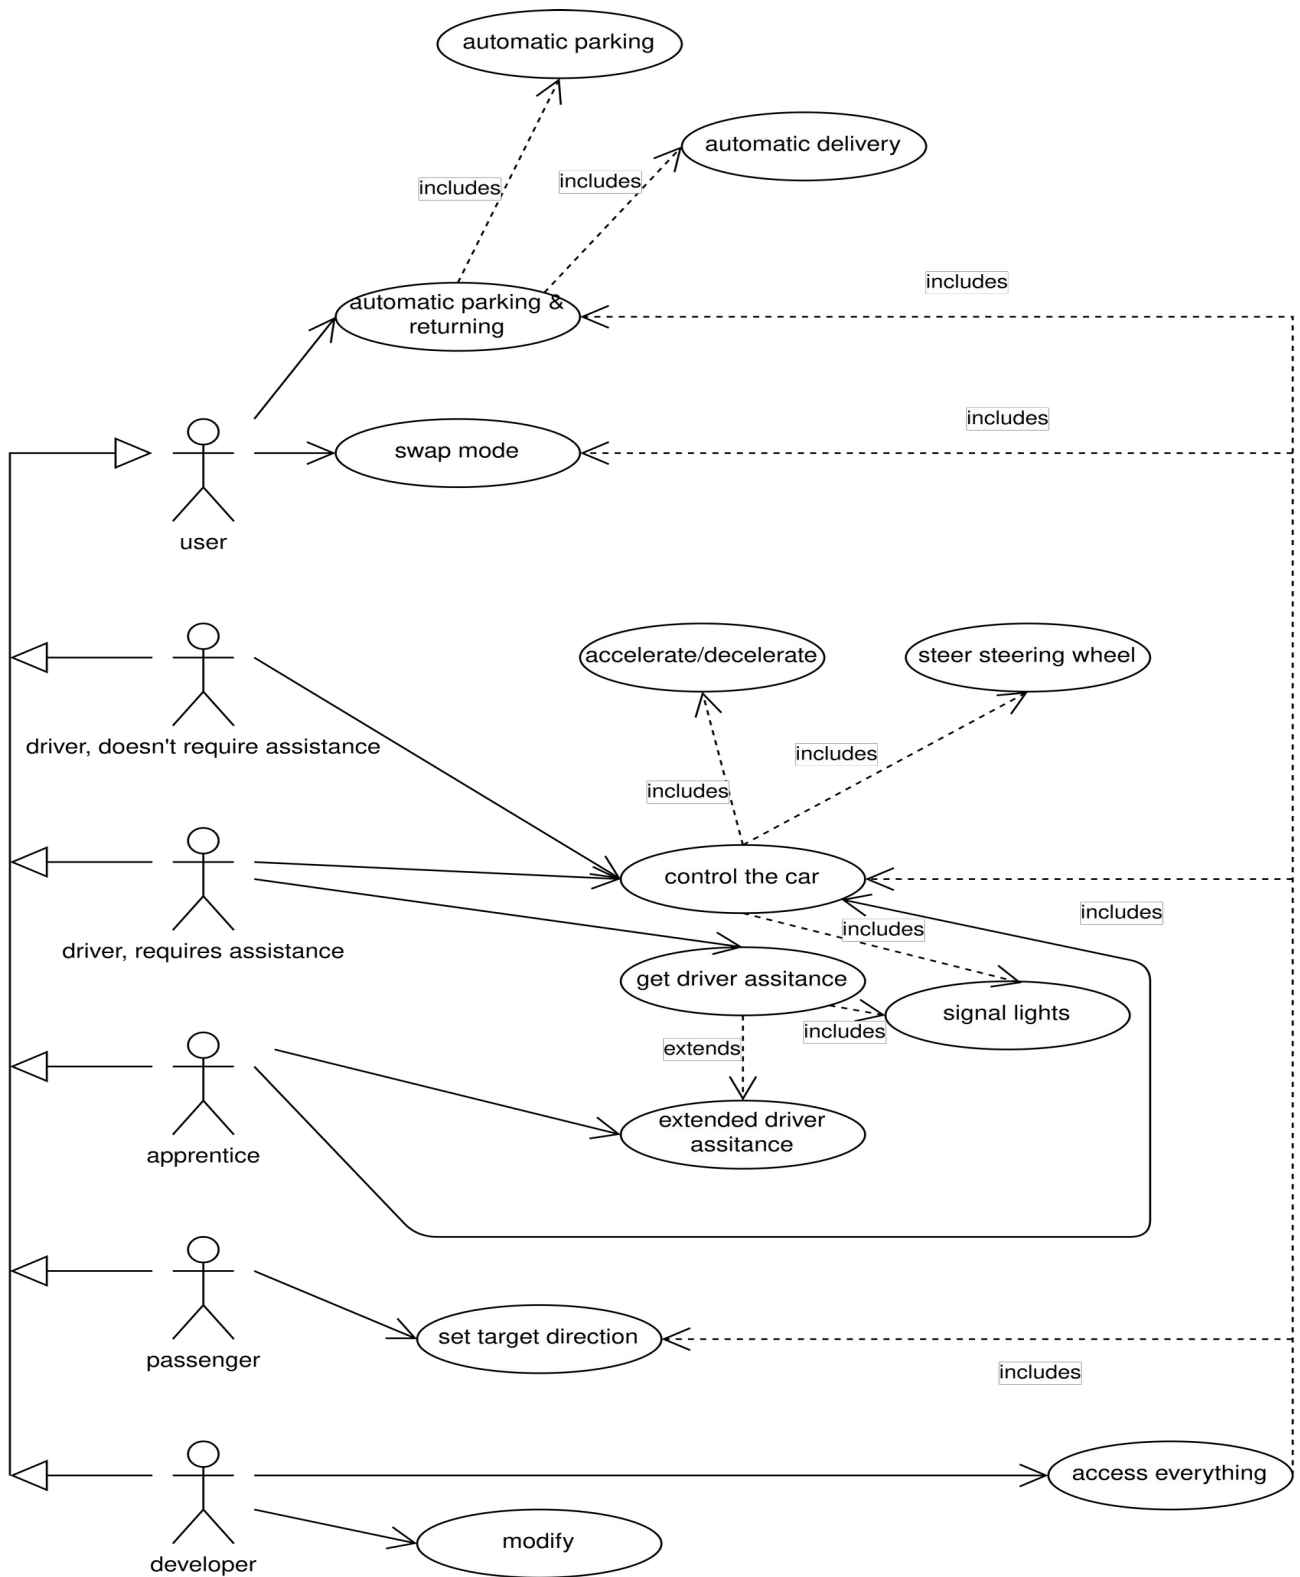 automatic parking
automatic delivery
includes
includes
automatic parking &
returning
includes
includes
swap mode
user
accelerate/decelerate
steer steering wheel
driver, doesn't require assistance
includes
includes
control the car
includes
includes
driver, requires assistance
get driver assitance
signal lights
includes
extends
extended driver
assitance
apprentice
set target direction
passenger
includes
access everything
modify
developer